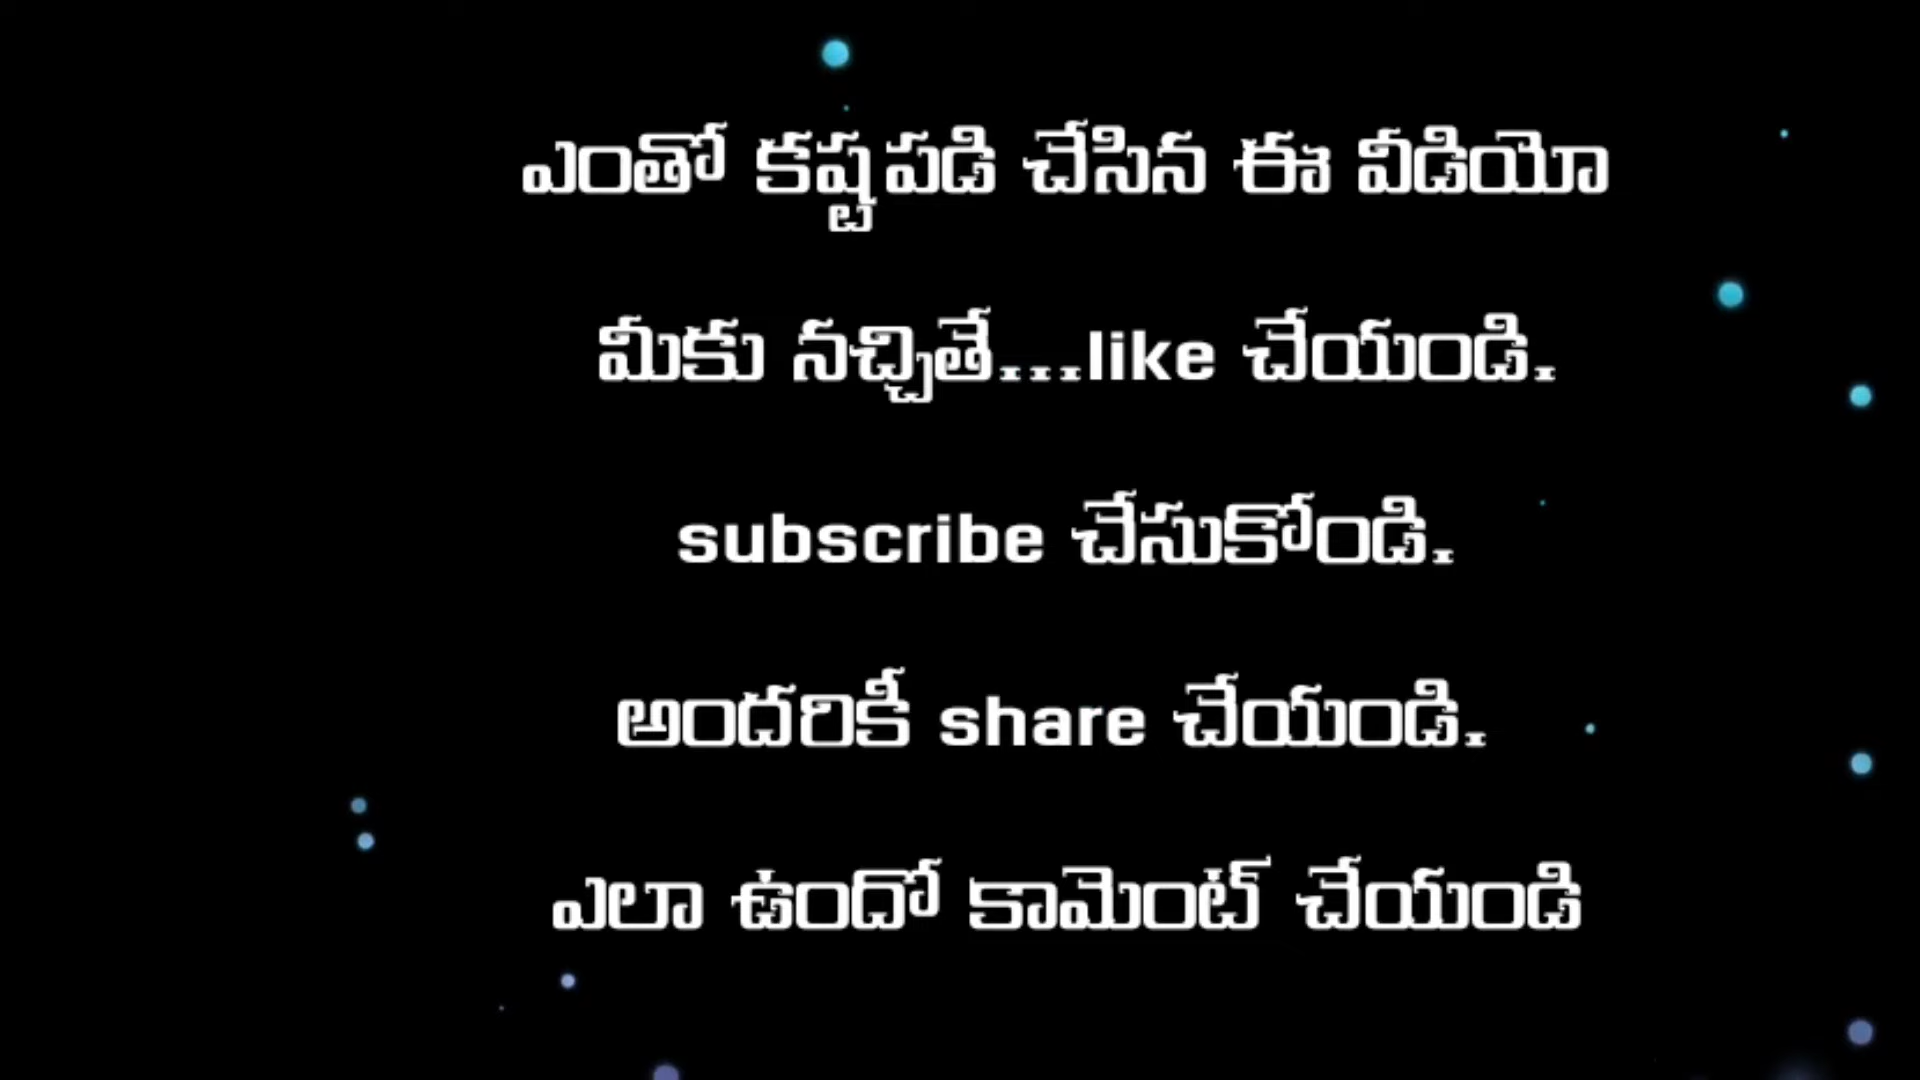 ఎంతో కష్టపడి చేసిన ఈ వీడియో
మీకు నచ్చితే...like చేయండి.
subscribe చేసుకోండి.
అందరికీ share చేయండి.
ఎలా ఉందో కామెంట్ చేయండి